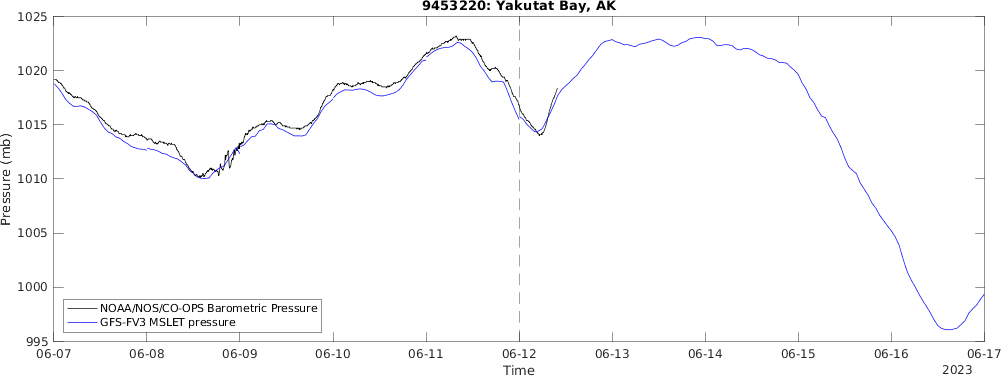 9453220: Yakutat Bay, AK
1025
1020
1015
1010
1005
1000
995
Pressure (mb)
NOAA/NOS/CO-OPS Barometric Pressure
GFS-FV3 MSLET pressure
06-07 06-08 06-09 06-10 06-11 06-12 06-13 06-14 06-15 06-16 06-17
Time
2023